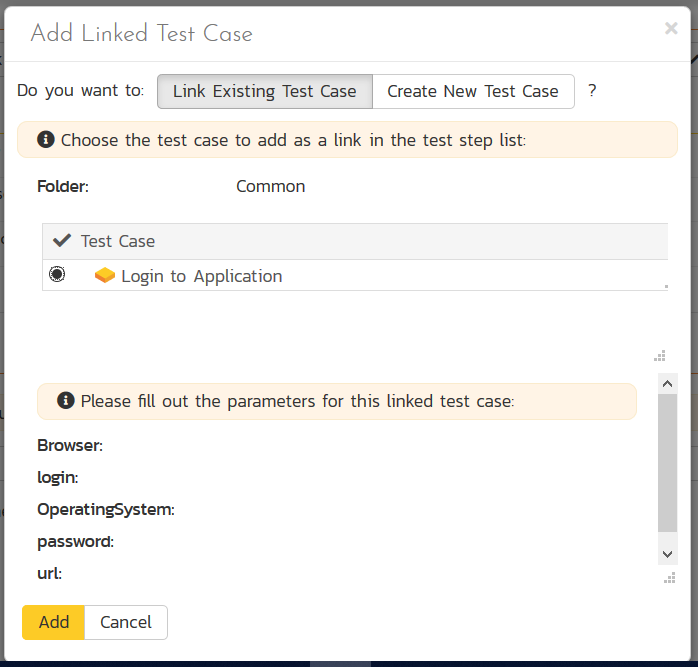 Add Linked Test Case ×
Do you want to: Link Existing Test Case Create New Test Case ?
Choose the test case to add as a link in the test step list:
Folder: Common
Test Case
Login to Application
Please fill out the parameters for this linked test case:
Browser:
login:
OperatingSystem:
password:
url:
Add Cancel